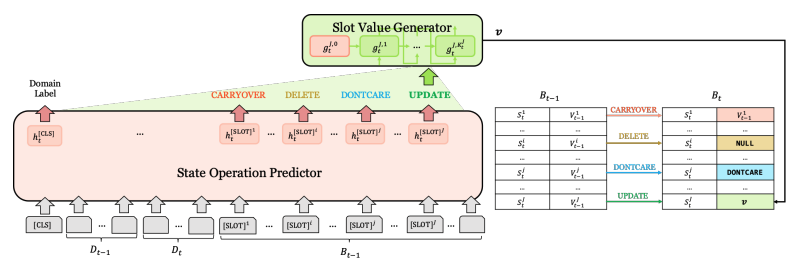 Slot Value Generator
g_t^{j,0} g_t^{j,1} ... g_t^{j,K_t^j}
v
Domain
Label
CARRYOVER DELETE DONTCARE UPDATE
h_t^{[CLS]} ... h_t^{[SLOT]^1} ... h_t^{[SLOT]^i} ... h_t^{[SLOT]^j} ... h_t^{[SLOT]^J}
State Operation Predictor
[CLS] ... ... [SLOT]^1 ... [SLOT]^i ... [SLOT]^j ... [SLOT]^J ...
D_{t-1} D_t B_{t-1}
B_{t-1} B_t
S_t^1 V_{t-1}^1 CARRYOVER S_t^1 V_{t-1}^1
... ... ... ...
S_t^i V_{t-1}^i DELETE S_t^i NULL
... ... ... ...
S_t^j V_{t-1}^j DONTCARE S_t^j DONTCARE
... ... ... ...
S_t^J V_{t-1}^J UPDATE S_t^J v